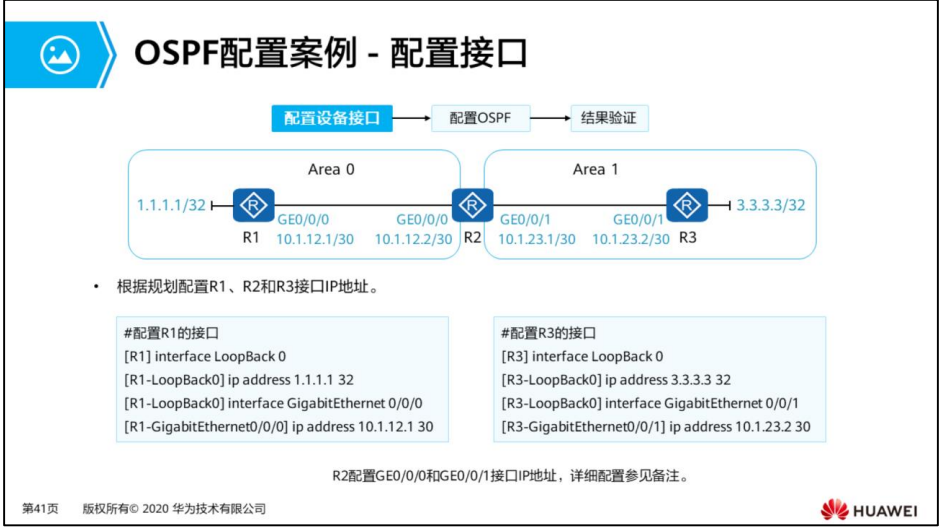 OSPF配置案例 - 配置接口
配置设备接口
配置OSPF
结果验证
Area 0
Area 1
1.1.1.1/32
R
R
R
3.3.3.3/32
GE0/0/0
GE0/0/0
GE0/0/1
GE0/0/1
R1
10.1.12.1/30
10.1.12.2/30
R2
10.1.23.1/30
10.1.23.2/30
R3
• 根据规划配置R1、R2和R3接口IP地址。
#配置R1的接口
[R1] interface LoopBack 0
[R1-LoopBack0] ip address 1.1.1.1 32
[R1-LoopBack0] interface GigabitEthernet 0/0/0
[R1-GigabitEthernet0/0/0] ip address 10.1.12.1 30
#配置R3的接口
[R3] interface LoopBack 0
[R3-LoopBack0] ip address 3.3.3.3 32
[R3-LoopBack0] interface GigabitEthernet 0/0/1
[R3-GigabitEthernet0/0/1] ip address 10.1.23.2 30
R2配置GE0/0/0和GE0/0/1接口IP地址，详细配置参见备注。
第41页 版权所有© 2020 华为技术有限公司
HUAWEI